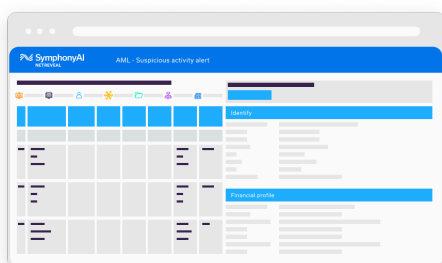 SymphonyAI
NETREVEAL
AML - Suspicious activity alert
Identify
Financial profile